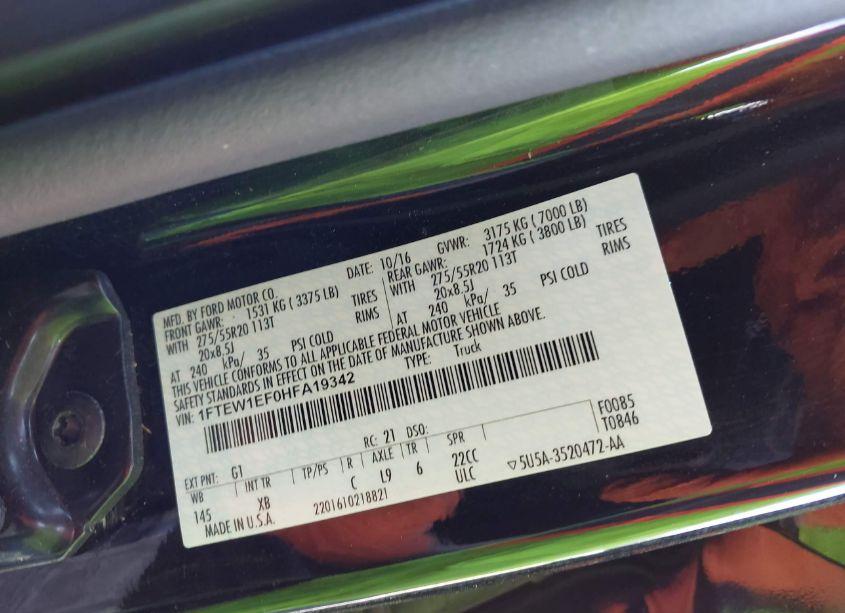 MFD. BY FORD MOTOR CO.
DATE: 10/16 GVWR: 3175 KG ( 7000 LB)
FRONT GAWR: 1531 KG ( 3375 LB) REAR GAWR: 1724 KG ( 3800 LB)
WITH 275/55R20 113T TIRES WITH 275/55R20 113T TIRES
20x8.5J RIMS 20x8.5J RIMS
AT 240 kPa/ 35 PSI COLD AT 240 kPa/ 35 PSI COLD
THIS VEHICLE CONFORMS TO ALL APPLICABLE FEDERAL MOTOR VEHICLE
SAFETY STANDARDS IN EFFECT ON THE DATE OF MANUFACTURE SHOWN ABOVE.
VIN: 1FTEW1EF0HFA19342 TYPE: Truck
F0085
RC: 21 DSO: T0846
EXT PNT: G1
WB INT TR TP/PS R AXLE TR SPR
145 XB C L9 6 22CC ▽5U5A-3520472-AA
ULC
MADE IN U.S.A. 2201610218821